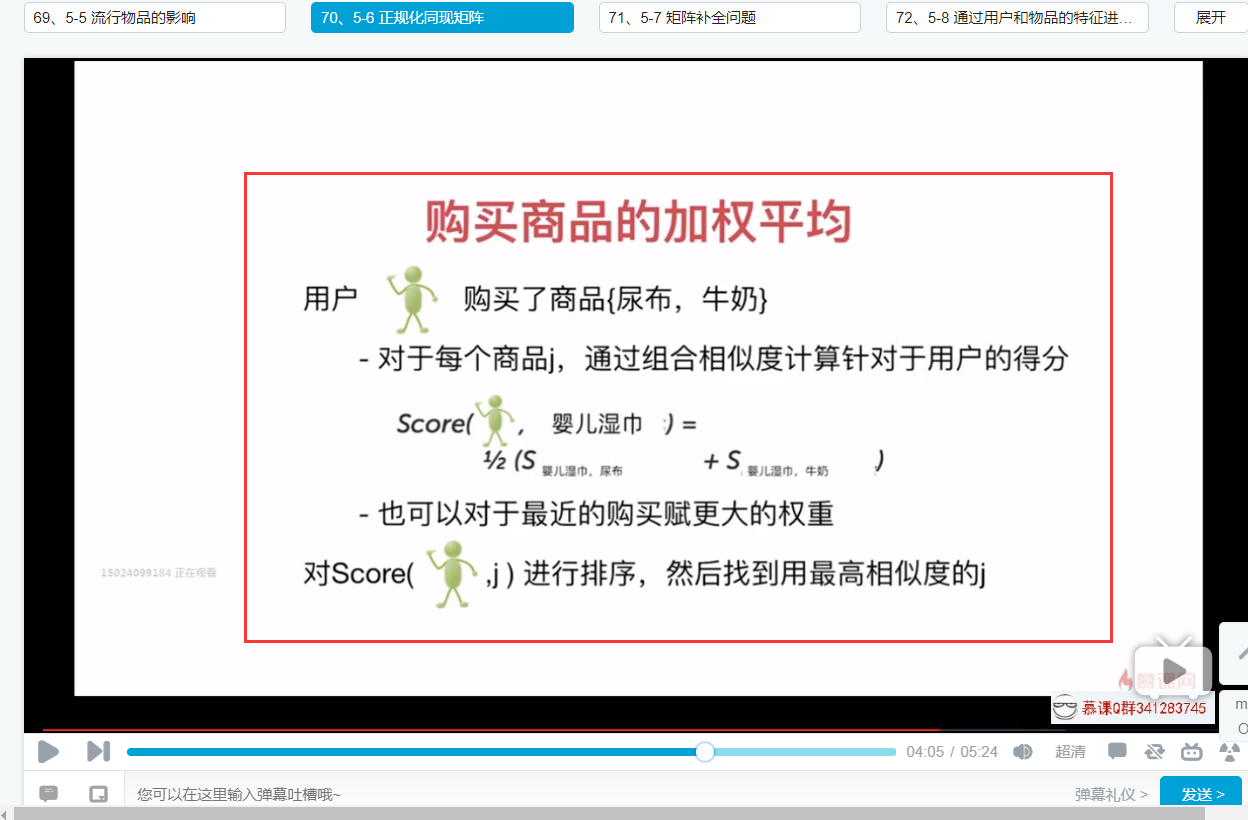 69、5-5 流行物品的影响
70、5-6 正规化同现矩阵
71、5-7 矩阵补全问题
72、5-8 通过用户和物品的特征进...
展开
购买商品的加权平均
用户 购买了商品{尿布，牛奶}
- 对于每个商品j，通过组合相似度计算针对于用户的得分
Score( , 婴儿湿巾 ) =
½ (S 婴儿湿巾，尿布 + S 婴儿湿巾，牛奶 )
- 也可以对于最近的购买赋更大的权重
对Score( ,j ) 进行排序，然后找到用最高相似度的j
15024099184 正在观看
慕课网
慕课Q群341283745
04:05 / 05:24
超清
您可以在这里输入弹幕吐槽哦~
弹幕礼仪 >
发送 >